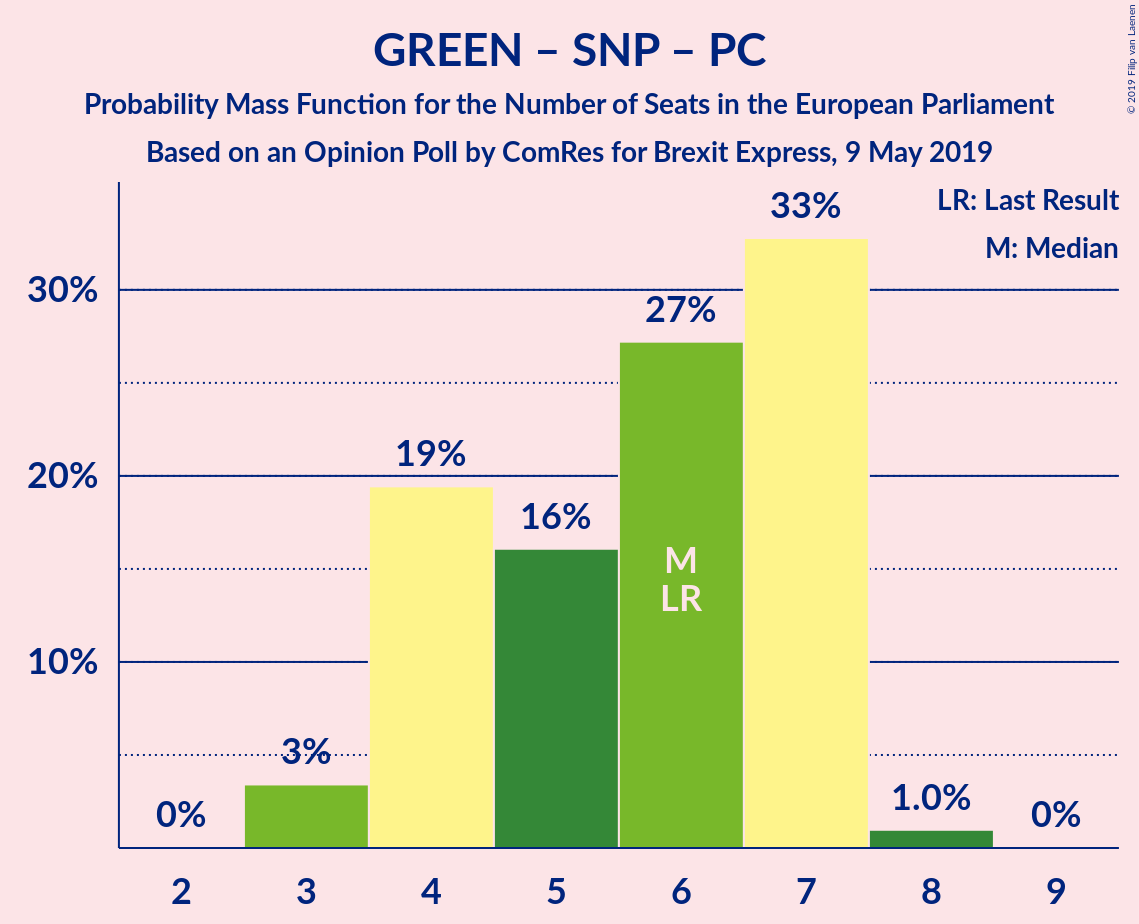 GREEN – SNP – PC
Probability Mass Function for the Number of Seats in the European Parliament
Based on an Opinion Poll by ComRes for Brexit Express, 9 May 2019
© 2019 Filip van Laenen
LR: Last Result
M: Median
30%
20%
10%
0%
3%
19%
16%
27%
33%
1.0%
0%
M
LR
2
3
4
5
6
7
8
9